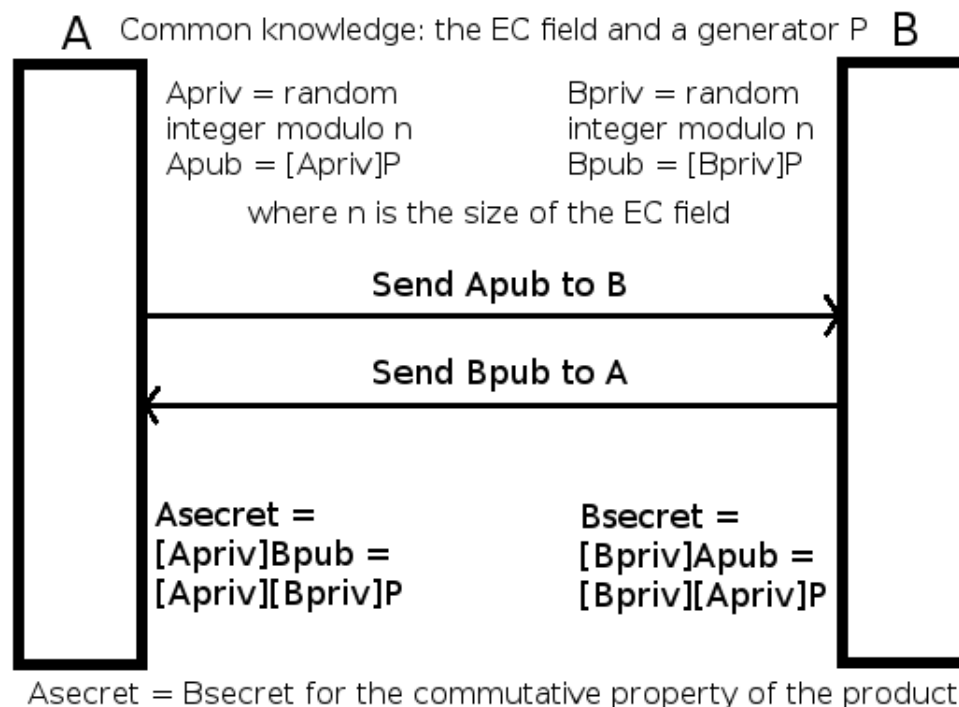 A Common knowledge: the EC field and a generator P B
Apriv = random
integer modulo n
Apub = [Apriv]P
Bpriv = random
integer modulo n
Bpub = [Bpriv]P
where n is the size of the EC field
Send Apub to B
Send Bpub to A
Asecret =
[Apriv]Bpub =
[Apriv][Bpriv]P
Bsecret =
[Bpriv]Apub =
[Bpriv][Apriv]P
Asecret = Bsecret for the commutative property of the product